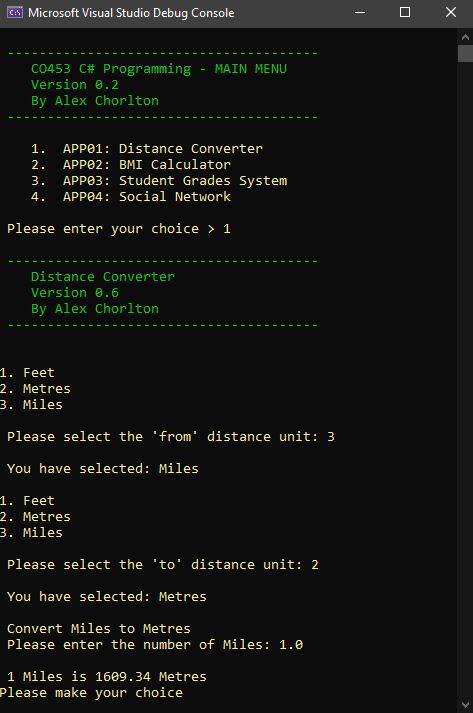 Microsoft Visual Studio Debug Console
---------------------------------------
CO453 C# Programming - MAIN MENU
Version 0.2
By Alex Chorlton
---------------------------------------
1. APP01: Distance Converter
2. APP02: BMI Calculator
3. APP03: Student Grades System
4. APP04: Social Network
Please enter your choice > 1
---------------------------------------
Distance Converter
Version 0.6
By Alex Chorlton
---------------------------------------
1. Feet
2. Metres
3. Miles
Please select the 'from' distance unit: 3
You have selected: Miles
1. Feet
2. Metres
3. Miles
Please select the 'to' distance unit: 2
You have selected: Metres
Convert Miles to Metres
Please enter the number of Miles: 1.0
1 Miles is 1609.34 Metres
Please make your choice